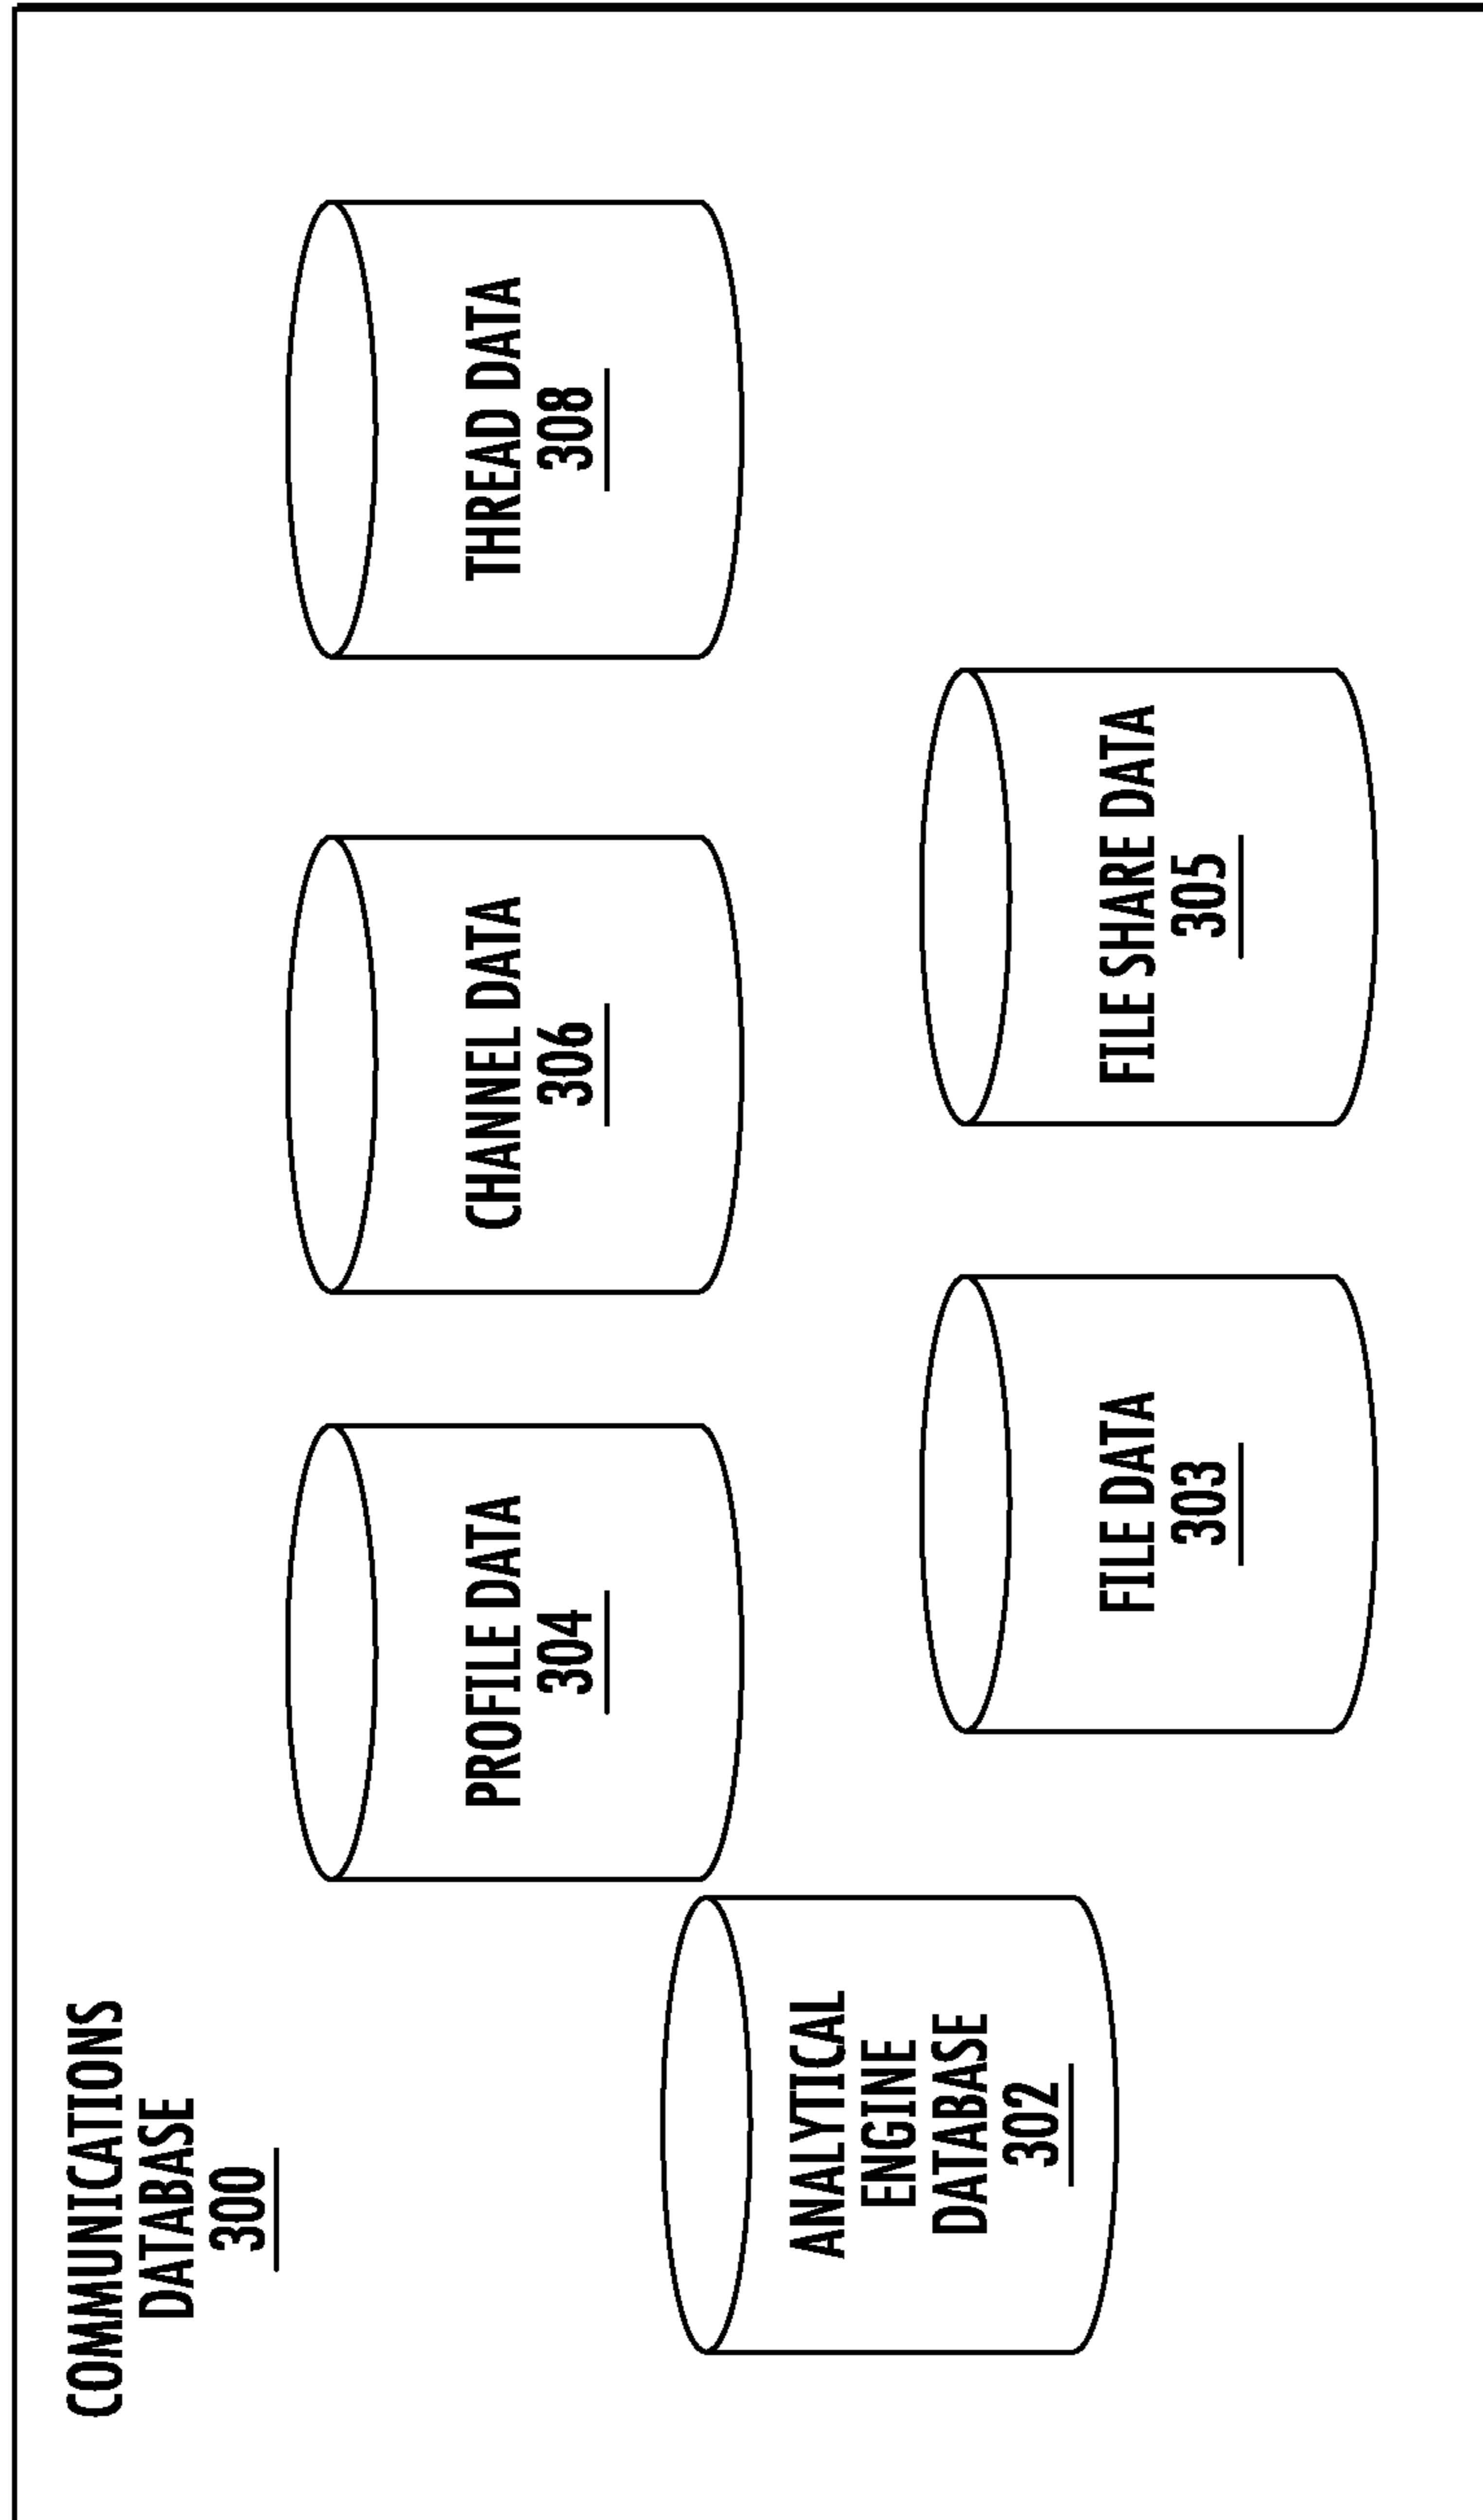 COMMUNICATIONS
DATABASE
300
PROFILE DATA
304
CHANNEL DATA
306
THREAD DATA
308
ANALYTICAL
ENGINE
DATABASE
302
FILE DATA
303
FILE SHARE DATA
305